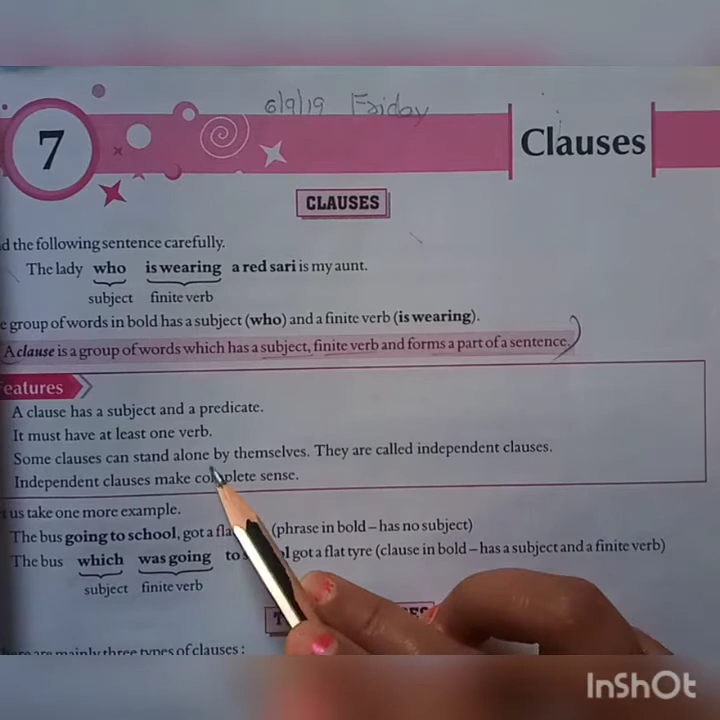 6/9/19 Friday
7
Clauses
CLAUSES
the following sentence carefully.
The lady who is wearing a red sari is my aunt.
subject finite verb
group of words in bold has a subject (who) and a finite verb (is wearing).
A clause is a group of words which has a subject, finite verb and forms a part of a sentence.
eatures
A clause has a subject and a predicate.
It must have at least one verb.
Some clauses can stand alone by themselves. They are called independent clauses.
Independent clauses make complete sense.
us take one more example.
The bus going to school, got a fla (phrase in bold – has no subject)
The bus which was going to got a flat tyre (clause in bold – has a subject and a finite verb)
subject finite verb
are mainly three types of clauses :
InShOt